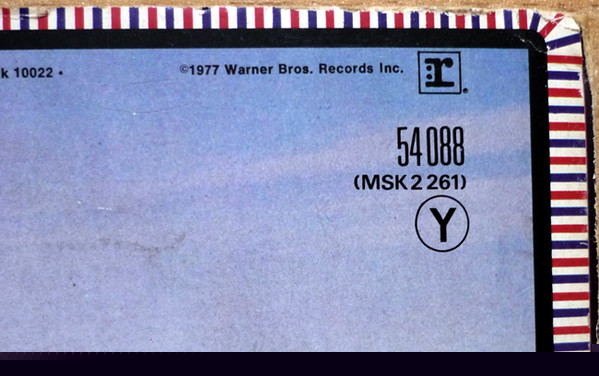 k 10022 •
©1977 Warner Bros. Records Inc.
:r
54 088
(MSK 2 261)
Y